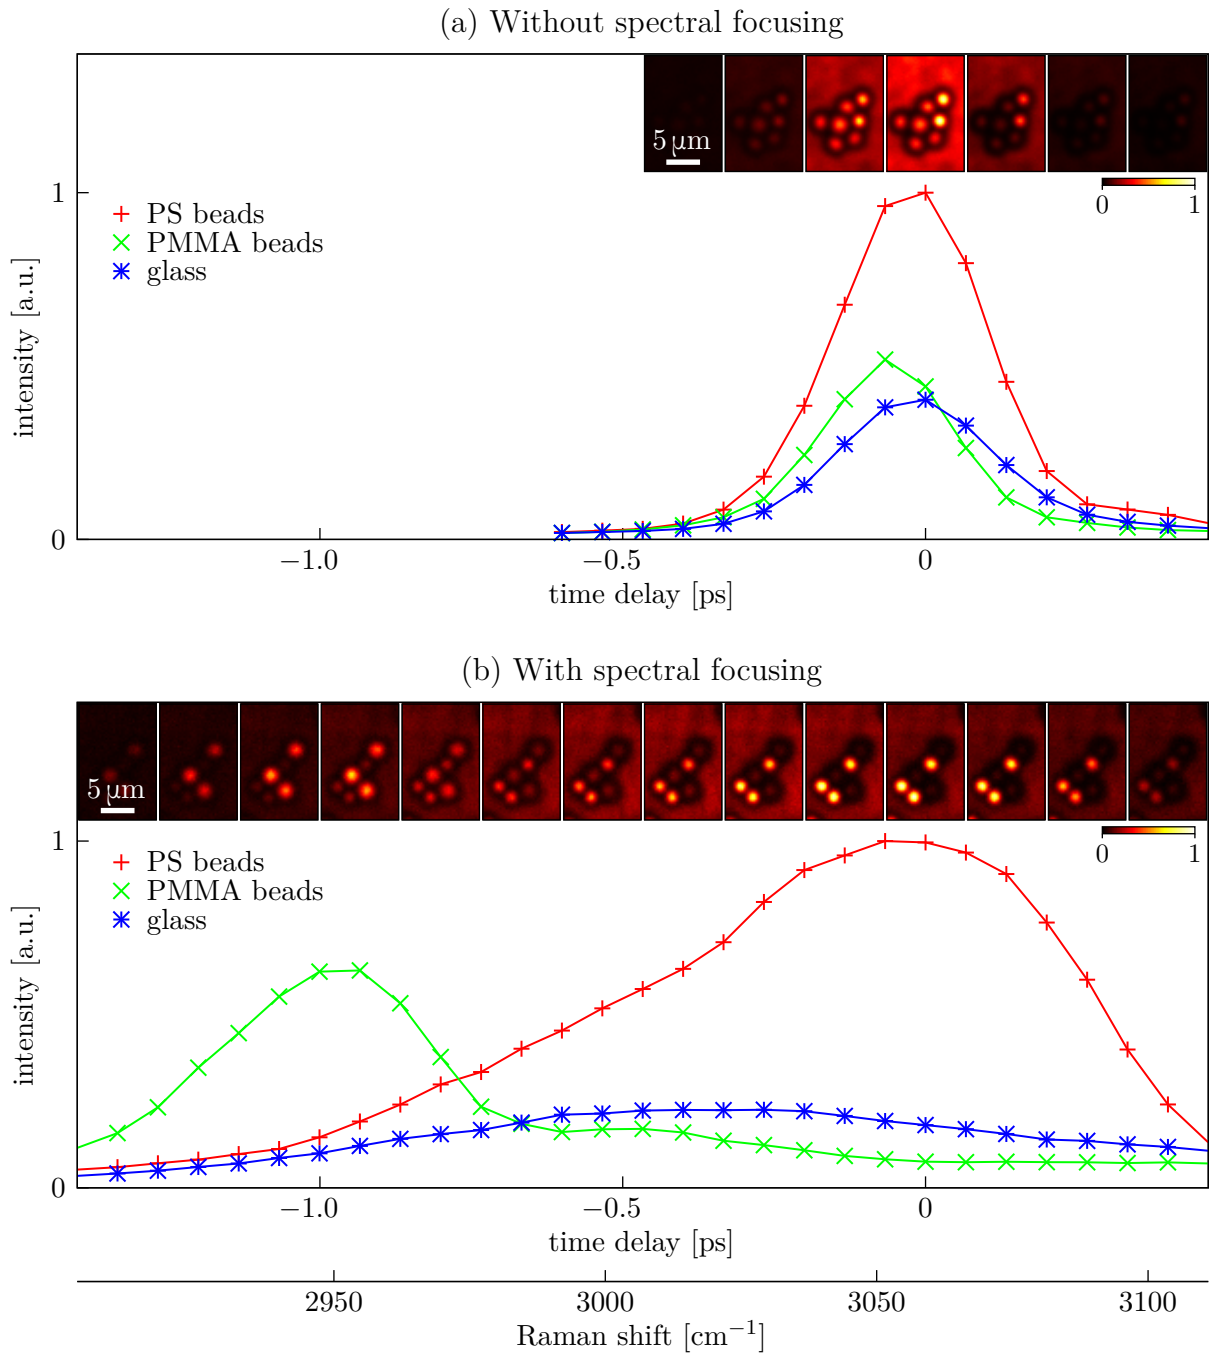 (a) Without spectral focusing
5 µm
0 1
1
PS beads
PMMA beads
glass
intensity [a.u.]
0
−1.0 −0.5 0
time delay [ps]
(b) With spectral focusing
5 µm
0 1
1
PS beads
PMMA beads
glass
intensity [a.u.]
0
−1.0 −0.5 0
time delay [ps]
2950 3000 3050 3100
Raman shift [cm⁻¹]